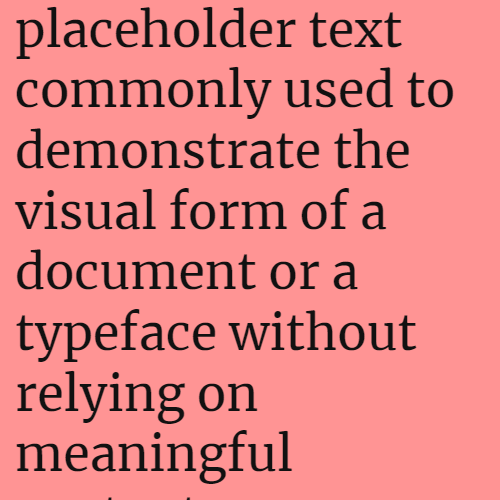 placeholder text
commonly used to
demonstrate the
visual form of a
document or a
typeface without
relying on
meaningful